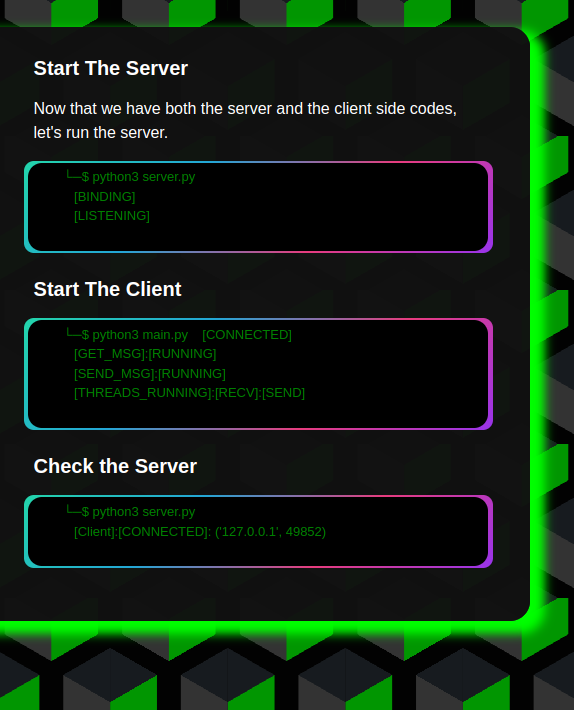 Start The Server
Now that we have both the server and the client side codes,
let's run the server.
└─$ python3 server.py
[BINDING]
[LISTENING]
Start The Client
└─$ python3 main.py    [CONNECTED]
[GET_MSG]:[RUNNING]
[SEND_MSG]:[RUNNING]
[THREADS_RUNNING]:[RECV]:[SEND]
Check the Server
└─$ python3 server.py
[Client]:[CONNECTED]: ('127.0.0.1', 49852)